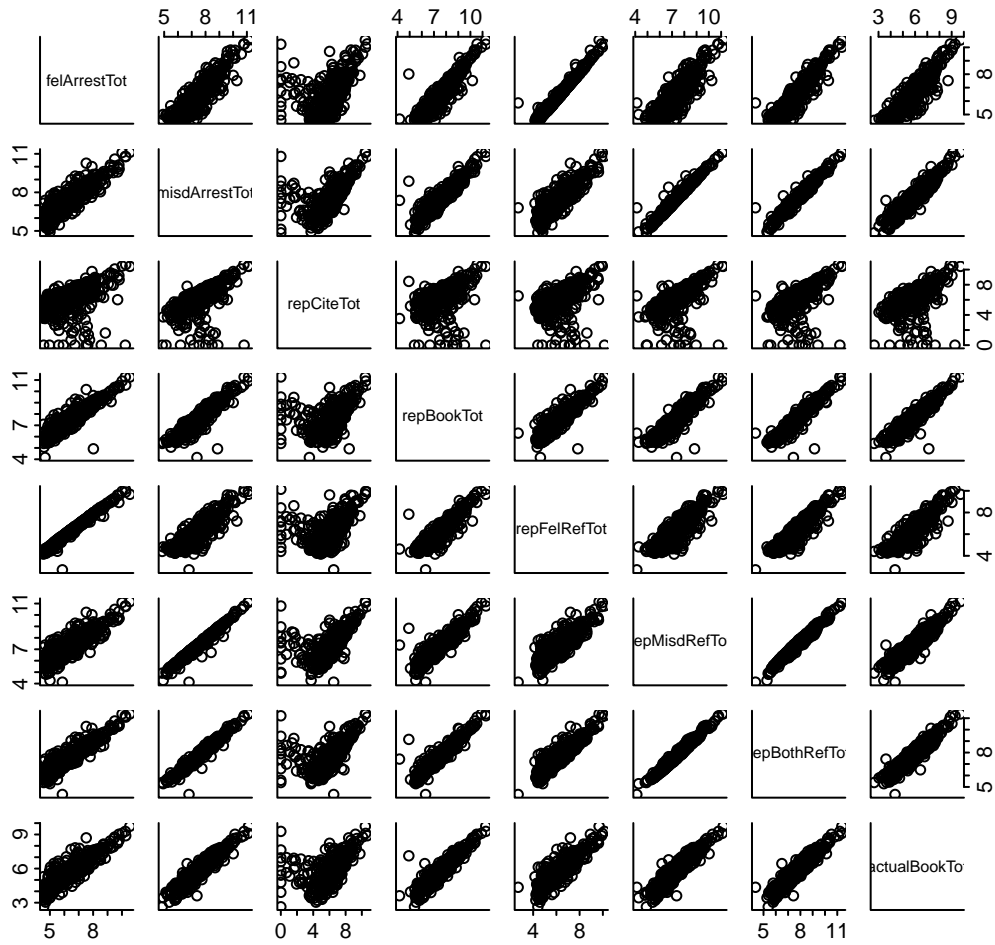 5 8 11 4 7 10 4 7 10 3 6 9
felArrestTot
5 8
5 8 11
misdArrestTot
repCiteTot
0 4 8
4 7 11
repBookTot
repFelRefTot
4 8
4 7 11
epMisdRefTo
epBothRefTot
5 8
3 6 9
actualBookTot
5 8 0 4 8 4 8 5 8 11